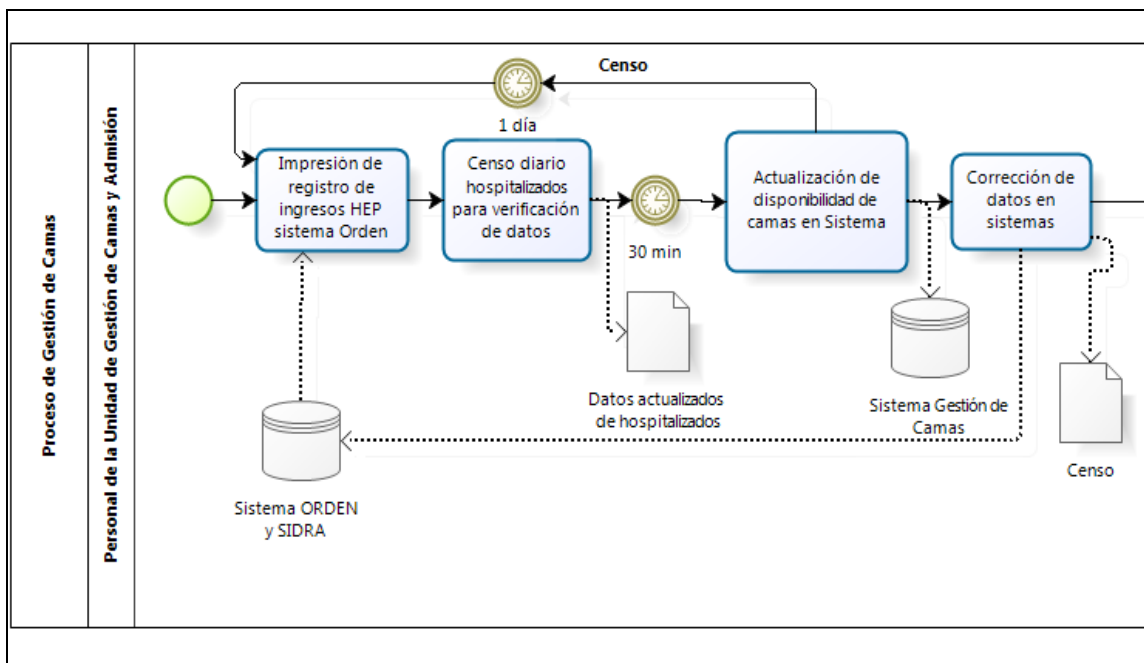 Proceso de Gestión de Camas
Personal de la Unidad de Gestión de Camas y Admisión
Censo
1 día
Impresión de
registro de
ingresos HEP
sistema Orden
Censo diario
hospitalizados
para verificación
de datos
30 min
Actualización de
disponibilidad de
camas en Sistema
Corrección de
datos en
sistemas
Datos actualizados
de hospitalizados
Sistema Gestión de
Camas
Censo
Sistema ORDEN
y SIDRA